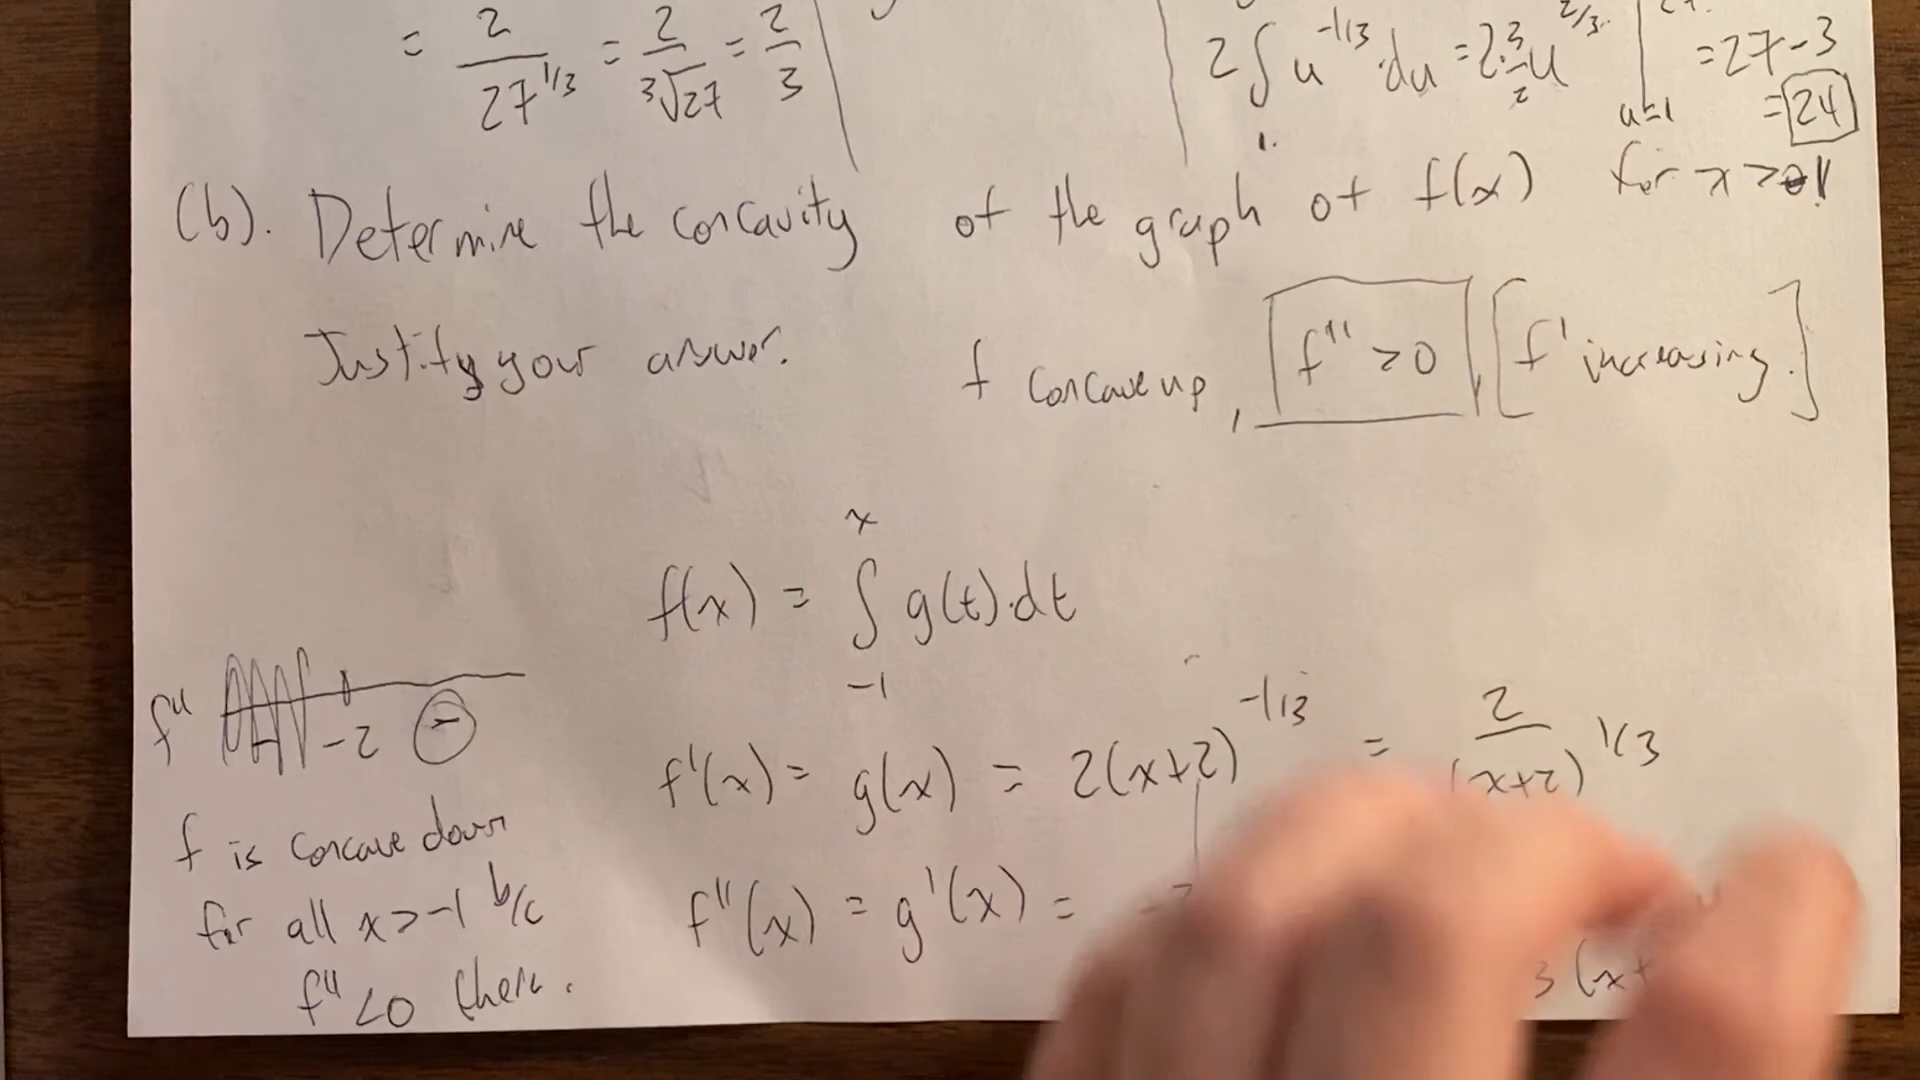 = 2/27^1/3 = 2/∛27 = 2/3
2∫ u^-1/3 · du = 2·3/2 u^2/3 | u=1 = 27-3
1. = 24
(b). Determine the concavity of the graph of f(x) for x >
Justify your answer. f concave up, f'' >0, [f' increasing.]
f(x) = ∫ g(t)·dt
x
-1
f'' -2 -
f'(x) = g(x) = 2(x+2)^-1/3 = 2/(x+2)^1/3
f is concave down
f''(x) = g'(x) =
for all x>-1 b/c
3(x+
f'' <0 there.